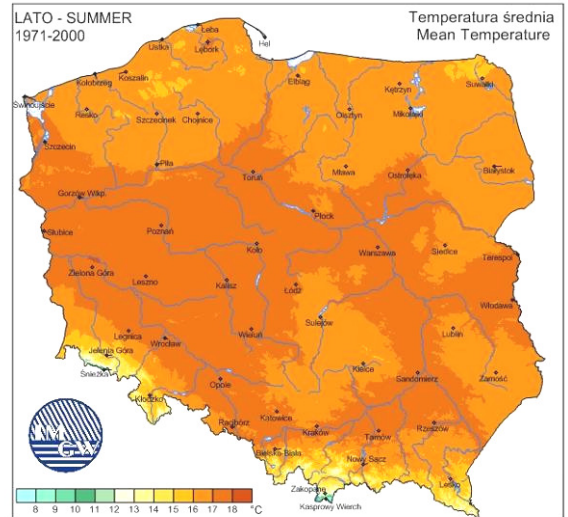 LATO - SUMMER
1971-2000
Temperatura średnia
Mean Temperature
Łeba
Ustka
Lębork
Hel
Kołobrzeg
Koszalin
Elbląg
Kętrzyn
Suwałki
Świnoujście
Resko
Szczecinek
Chojnice
Olsztyn
Mikołajki
Szczecin
Piła
Toruń
Mława
Ostrołęka
Białystok
Gorzów Wlkp.
Płock
Słubice
Poznań
Koło
Warszawa
Siedlce
Terespol
Zielona Góra
Leszno
Kalisz
Łódź
Włodawa
Sulejów
Legnica
Wrocław
Wieluń
Lublin
Jelenia Góra
Śnieżka
Kielce
Opole
Sandomierz
Zamość
Kłodzko
Racibórz
Katowice
Kraków
Tarnów
Rzeszów
Bielsko Biała
Nowy Sącz
Lesko
Zakopane
Kasprowy Wierch
IM
GW
8 9 10 11 12 13 14 15 16 17 18 °C